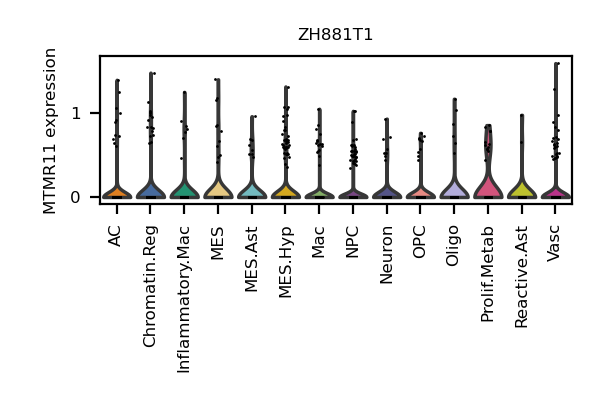 ZH881T1
MTMR11 expression
1
0
AC
Chromatin.Reg
Inflammatory.Mac
MES
MES.Ast
MES.Hyp
Mac
NPC
Neuron
OPC
Oligo
Prolif.Metab
Reactive.Ast
Vasc